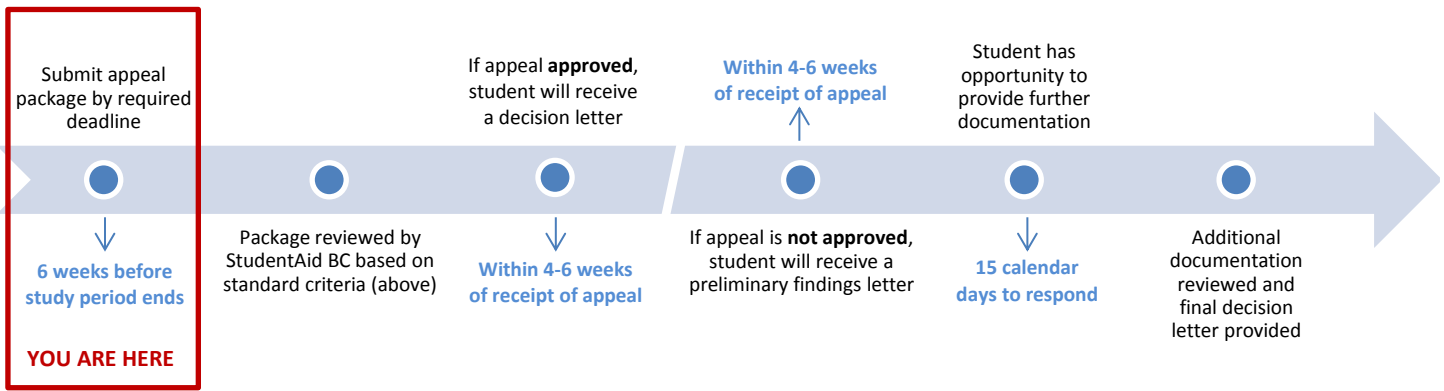 Submit appeal
package by required
deadline
6 weeks before
study period ends
YOU ARE HERE
Package reviewed by
StudentAid BC based on
standard criteria (above)
If appeal approved,
student will receive
a decision letter
Within 4-6 weeks
of receipt of appeal
Within 4-6 weeks
of receipt of appeal
If appeal is not approved,
student will receive a
preliminary findings letter
Student has
opportunity to
provide further
documentation
15 calendar
days to respond
Additional
documentation
reviewed and
final decision
letter provided